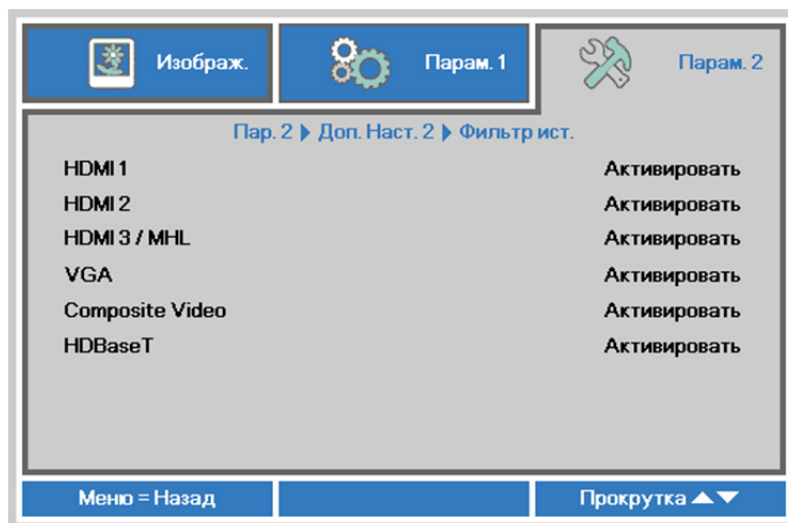 Изображ. Парам. 1 Парам. 2
Пар. 2 ▶ Доп. Наст. 2 ▶ Фильтр ист.
HDMI 1 Активировать
HDMI 2 Активировать
HDMI 3 / MHL Активировать
VGA Активировать
Composite Video Активировать
HDBaseT Активировать
Меню = Назад Прокрутка ▲▼